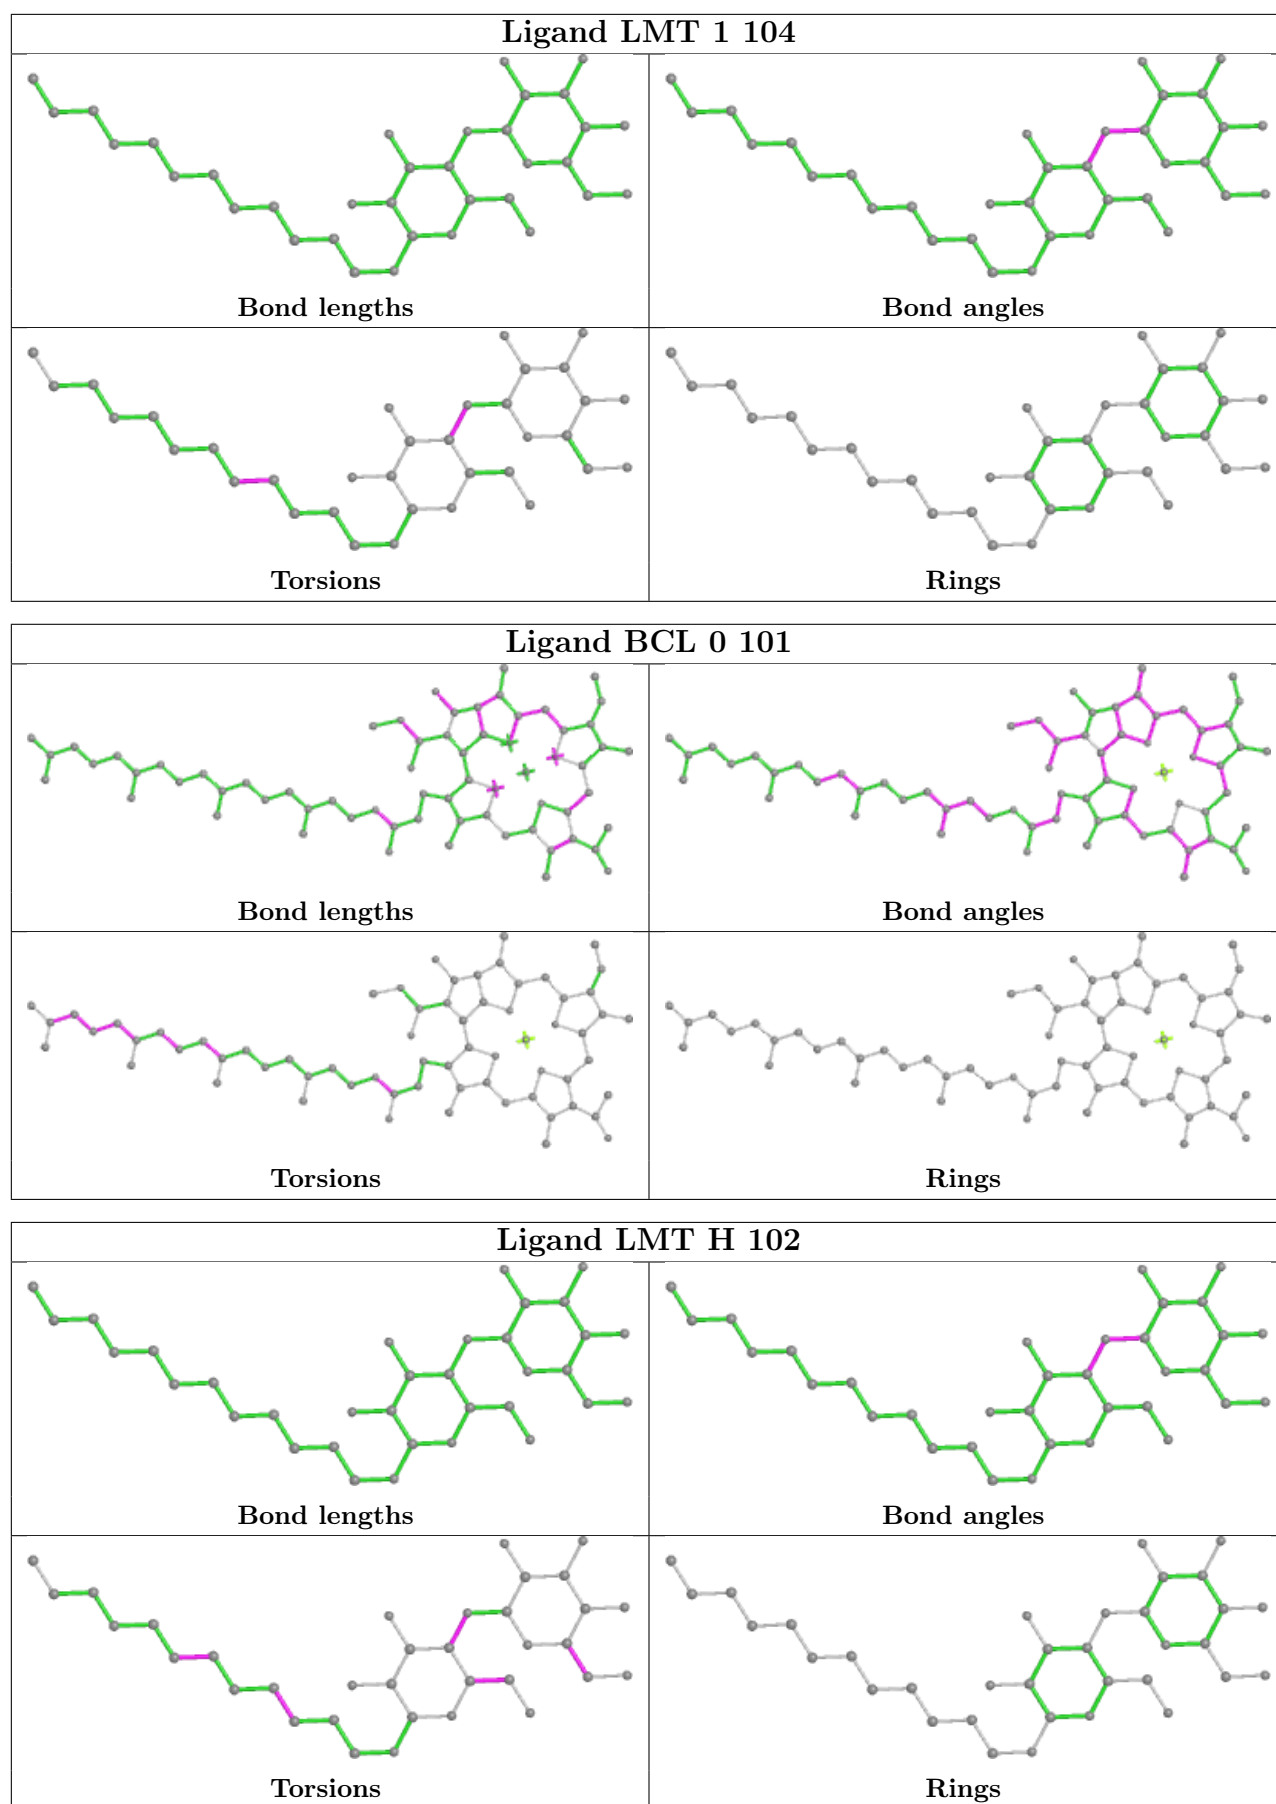 Ligand LMT 1 104
Bond lengths
Bond angles
Torsions
Rings
Ligand BCL 0 101
Bond lengths
Bond angles
Torsions
Rings
Ligand LMT H 102
Bond lengths
Bond angles
Torsions
Rings